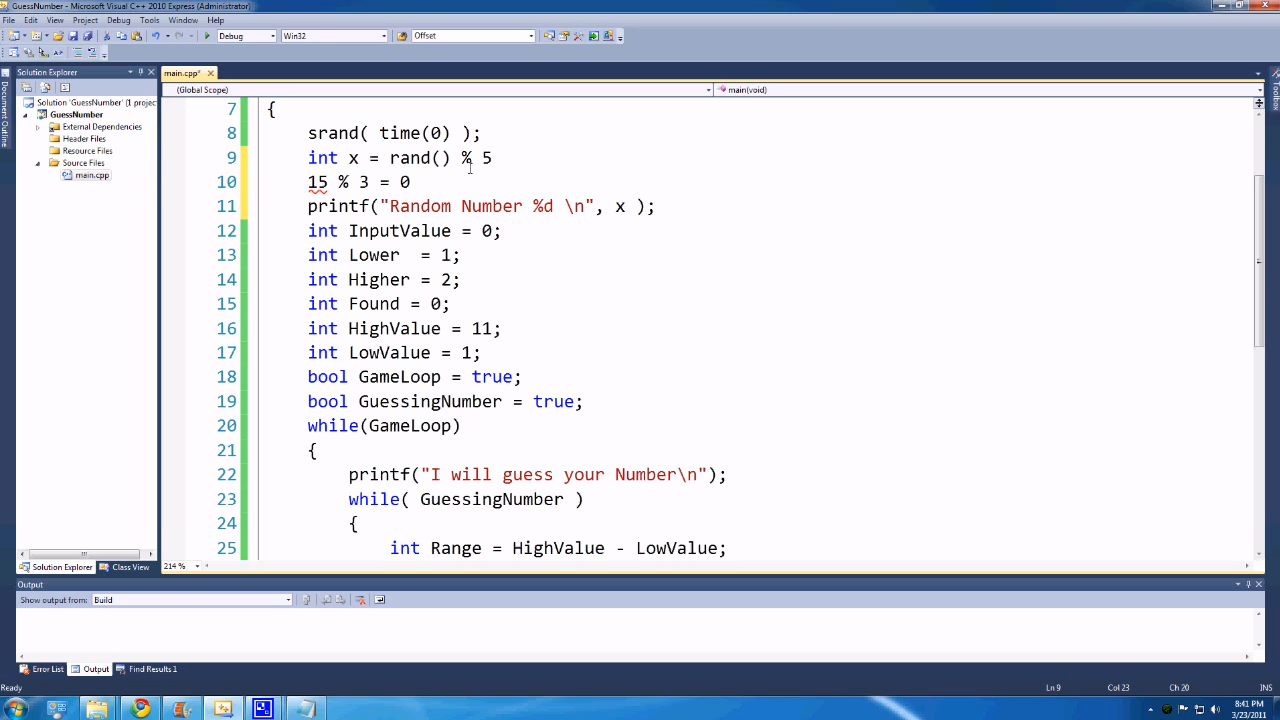 GuessNumber - Microsoft Visual C++ 2010 Express (Administrator)
File Edit View Project Debug Tools Window Help
Debug Win32 Offset
Solution Explorer main.cpp*
(Global Scope) main(void)
Document Outline
Toolbox
Solution 'GuessNumber' (1 projec
GuessNumber
External Dependencies
Header Files
Resource Files
Source Files
main.cpp
7 {
8 srand( time(0) );
9 int x = rand() % 5
10 15 % 3 = 0
11 printf("Random Number %d \n", x );
12 int InputValue = 0;
13 int Lower  = 1;
14 int Higher = 2;
15 int Found = 0;
16 int HighValue = 11;
17 int LowValue = 1;
18 bool GameLoop = true;
19 bool GuessingNumber = true;
20 while(GameLoop)
21 {
22 printf("I will guess your Number\n");
23 while( GuessingNumber )
24 {
25 int Range = HighValue - LowValue;
Solution Explorer Class View 214 %
Output
Show output from: Build
Error List Output Find Results 1
Ready Ln 9 Col 23 Ch 20 INS
8:41 PM
3/23/2011